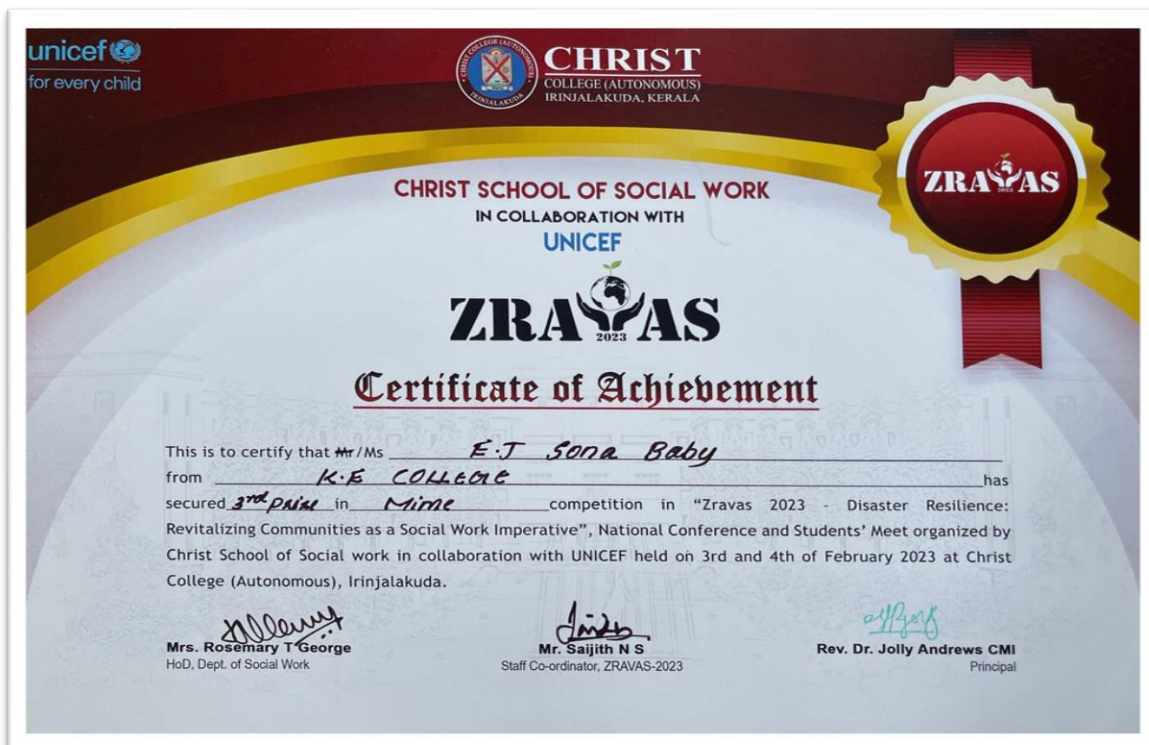 unicef
for every child
CHRIST COLLEGE (AUTONOMOUS)
IRINJALAKUDA
CHRIST
COLLEGE (AUTONOMOUS)
IRINJALAKUDA, KERALA
ZRAVAS
2023
CHRIST SCHOOL OF SOCIAL WORK
IN COLLABORATION WITH
UNICEF
ZRAVAS
2023
Certificate of Achievement
This is to certify that Mr/Ms E.J Sona Baby
from K.E COLLEGE has
secured 3rd Prize in Mime competition in “Zravas 2023 - Disaster Resilience:
Revitalizing Communities as a Social Work Imperative”, National Conference and Students’ Meet organized by
Christ School of Social work in collaboration with UNICEF held on 3rd and 4th of February 2023 at Christ
College (Autonomous), Irinjalakuda.
Mrs. Rosemary T George
HoD, Dept. of Social Work
Mr. Saijith N S
Staff Co-ordinator, ZRAVAS-2023
Rev. Dr. Jolly Andrews CMI
Principal